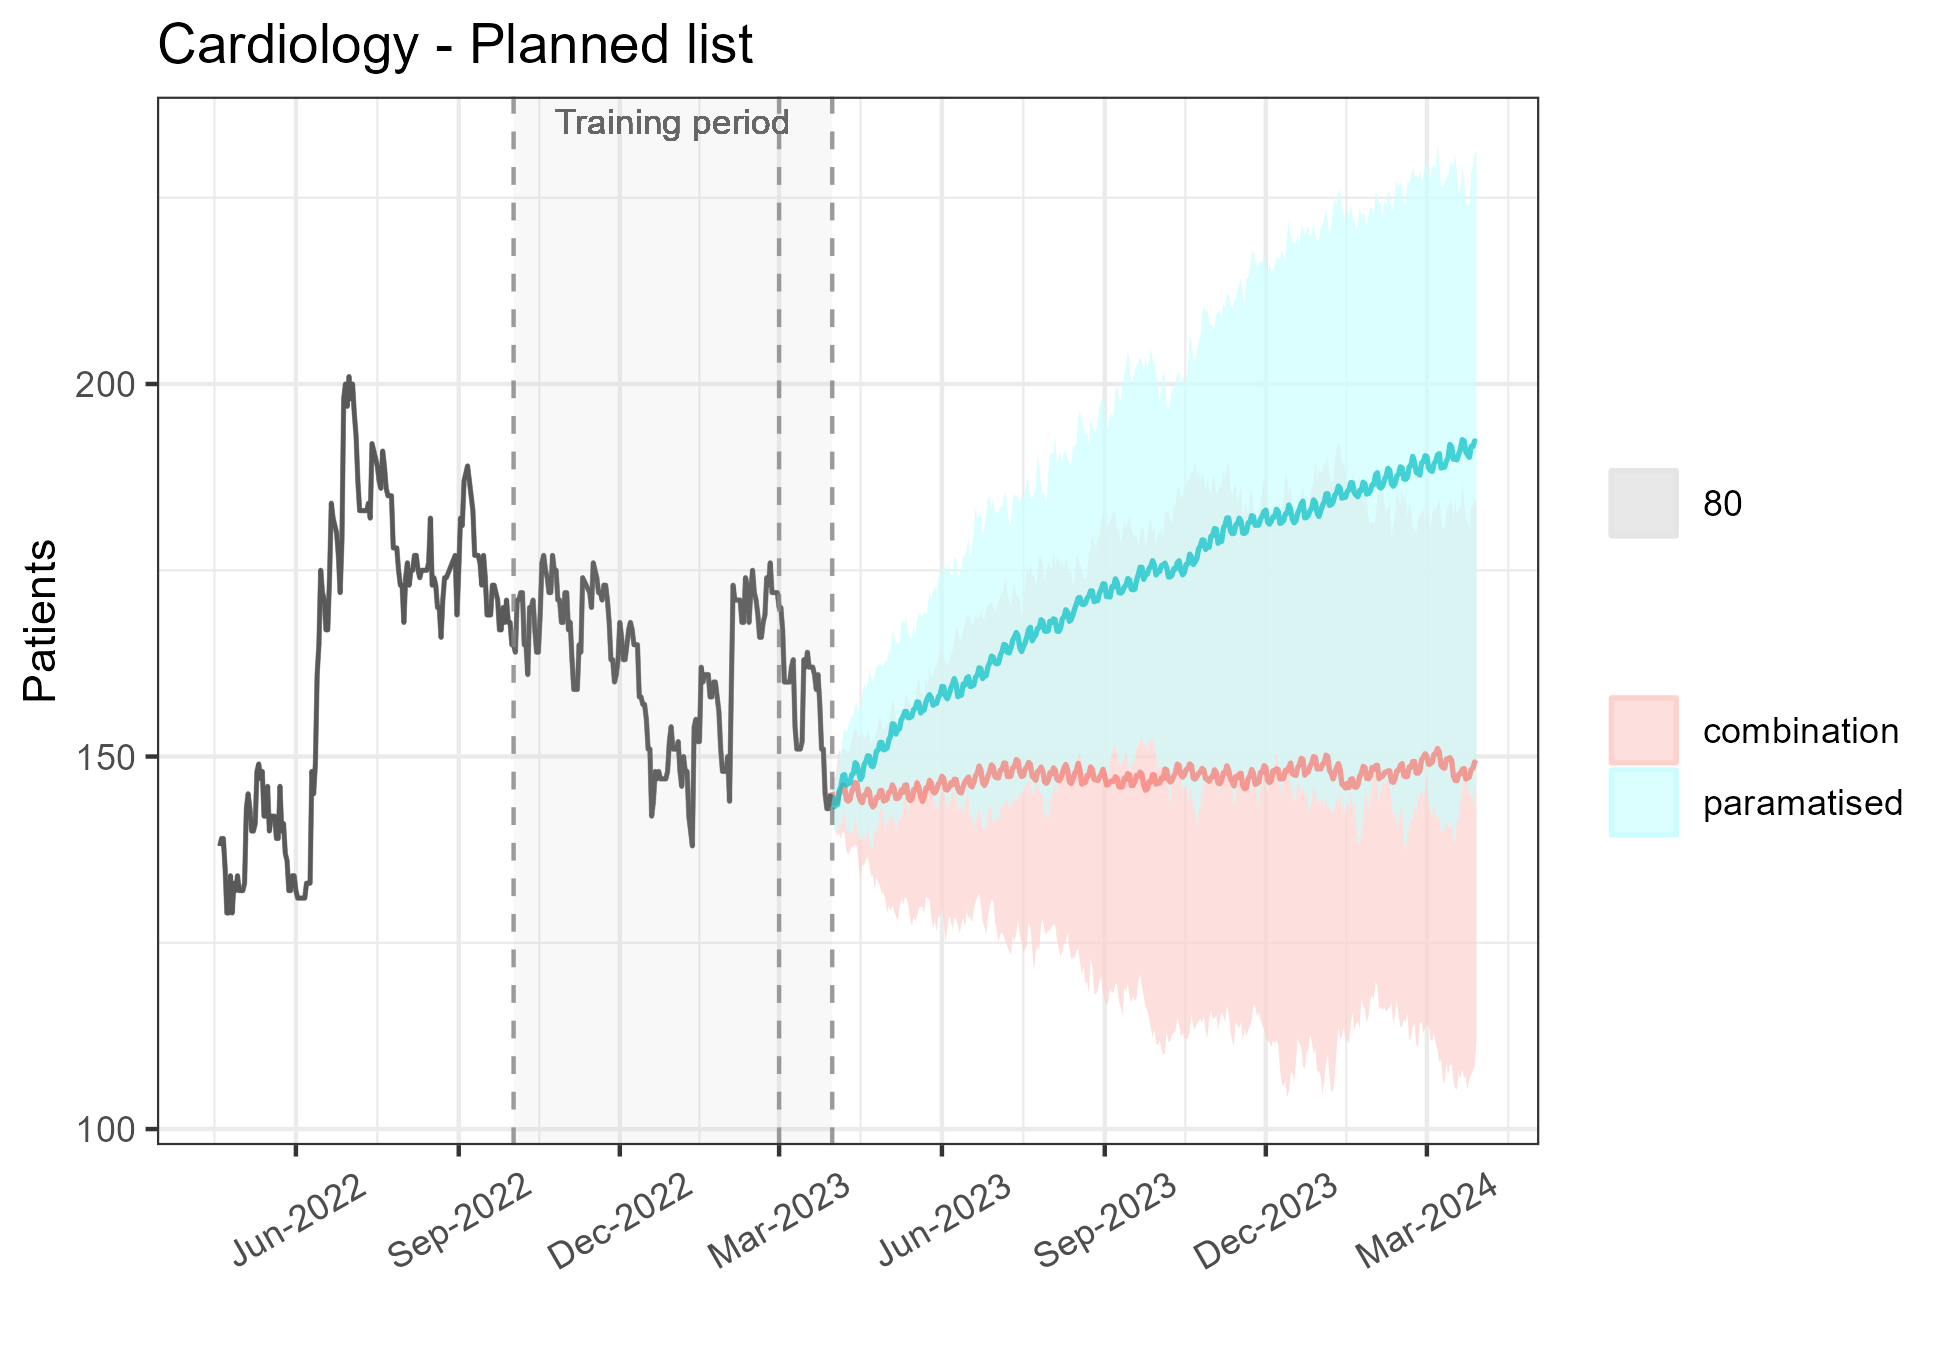 Cardiology - Planned list
Training period
Patients
200
150
100
Jun-2022
Sep-2022
Dec-2022
Mar-2023
Jun-2023
Sep-2023
Dec-2023
Mar-2024
80
combination
paramatised